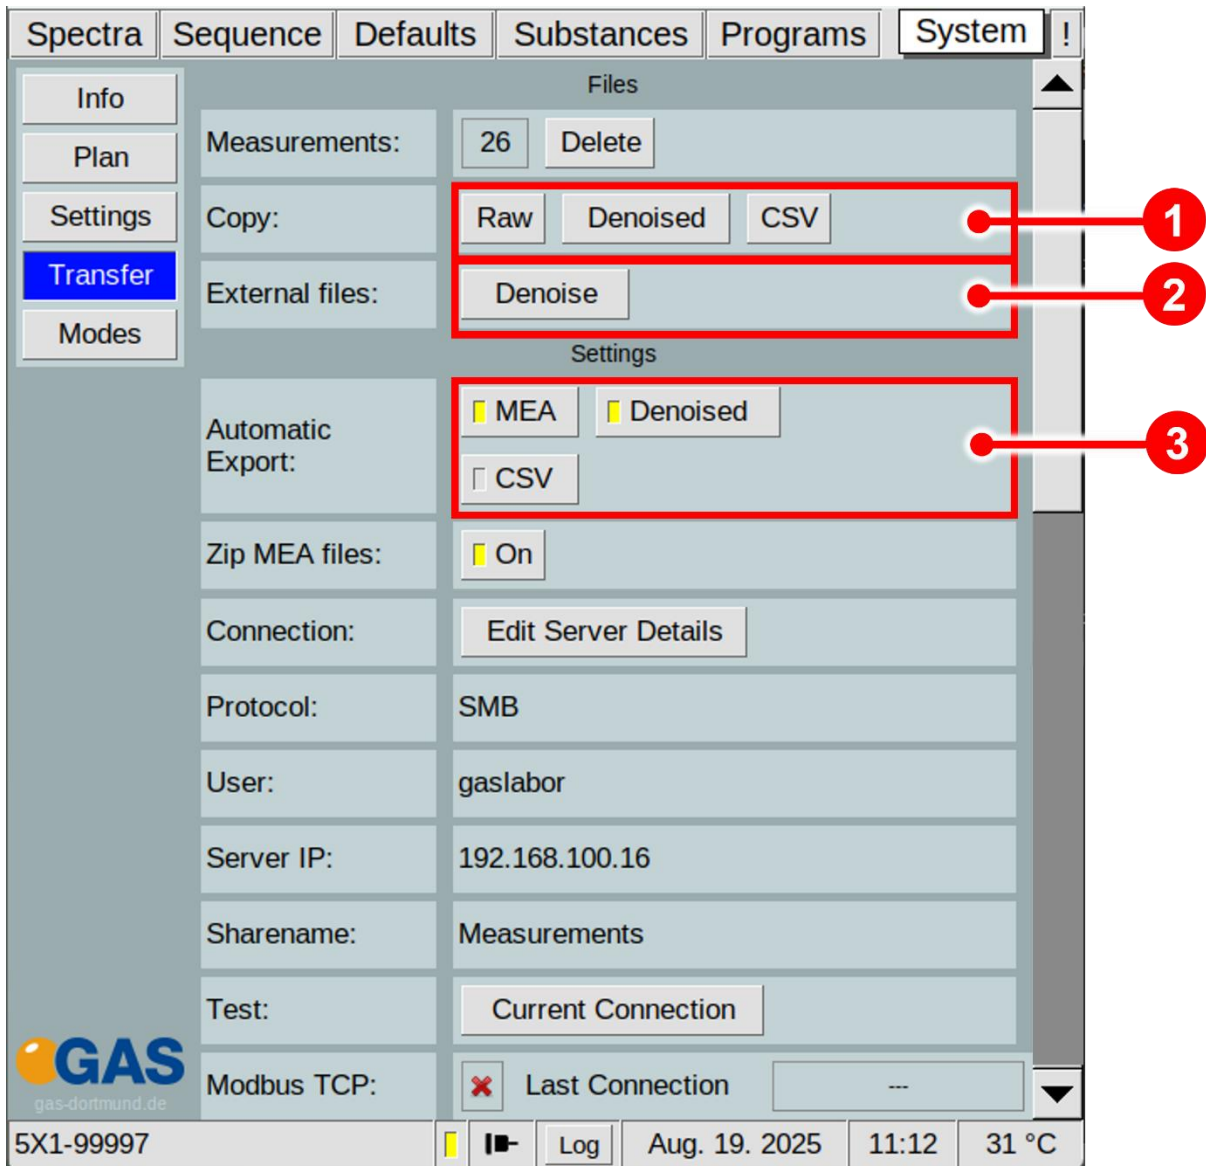 Spectra Sequence Defaults Substances Programs System !
Info
Plan
Settings
Transfer
Modes
Files
Measurements: 26 Delete
Copy: Raw Denoised CSV 1
External files: Denoise 2
Settings
Automatic
Export:
MEA Denoised
CSV
3
Zip MEA files: On
Connection: Edit Server Details
Protocol: SMB
User: gaslabor
Server IP: 192.168.100.16
Sharename: Measurements
Test: Current Connection
Modbus TCP: Last Connection ---
GAS
gas-dortmund.de
5X1-99997 Log Aug. 19. 2025 11:12 31 °C